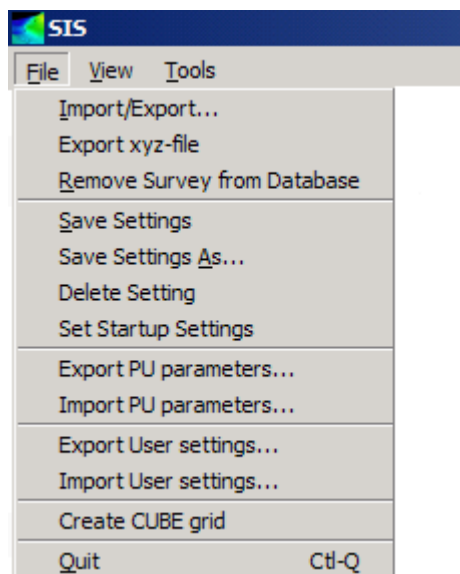 SIS
File View Tools
Import/Export...
Export xyz-file
Remove Survey from Database
Save Settings
Save Settings As...
Delete Setting
Set Startup Settings
Export PU parameters...
Import PU parameters...
Export User settings...
Import User settings...
Create CUBE grid
Quit Ctl-Q